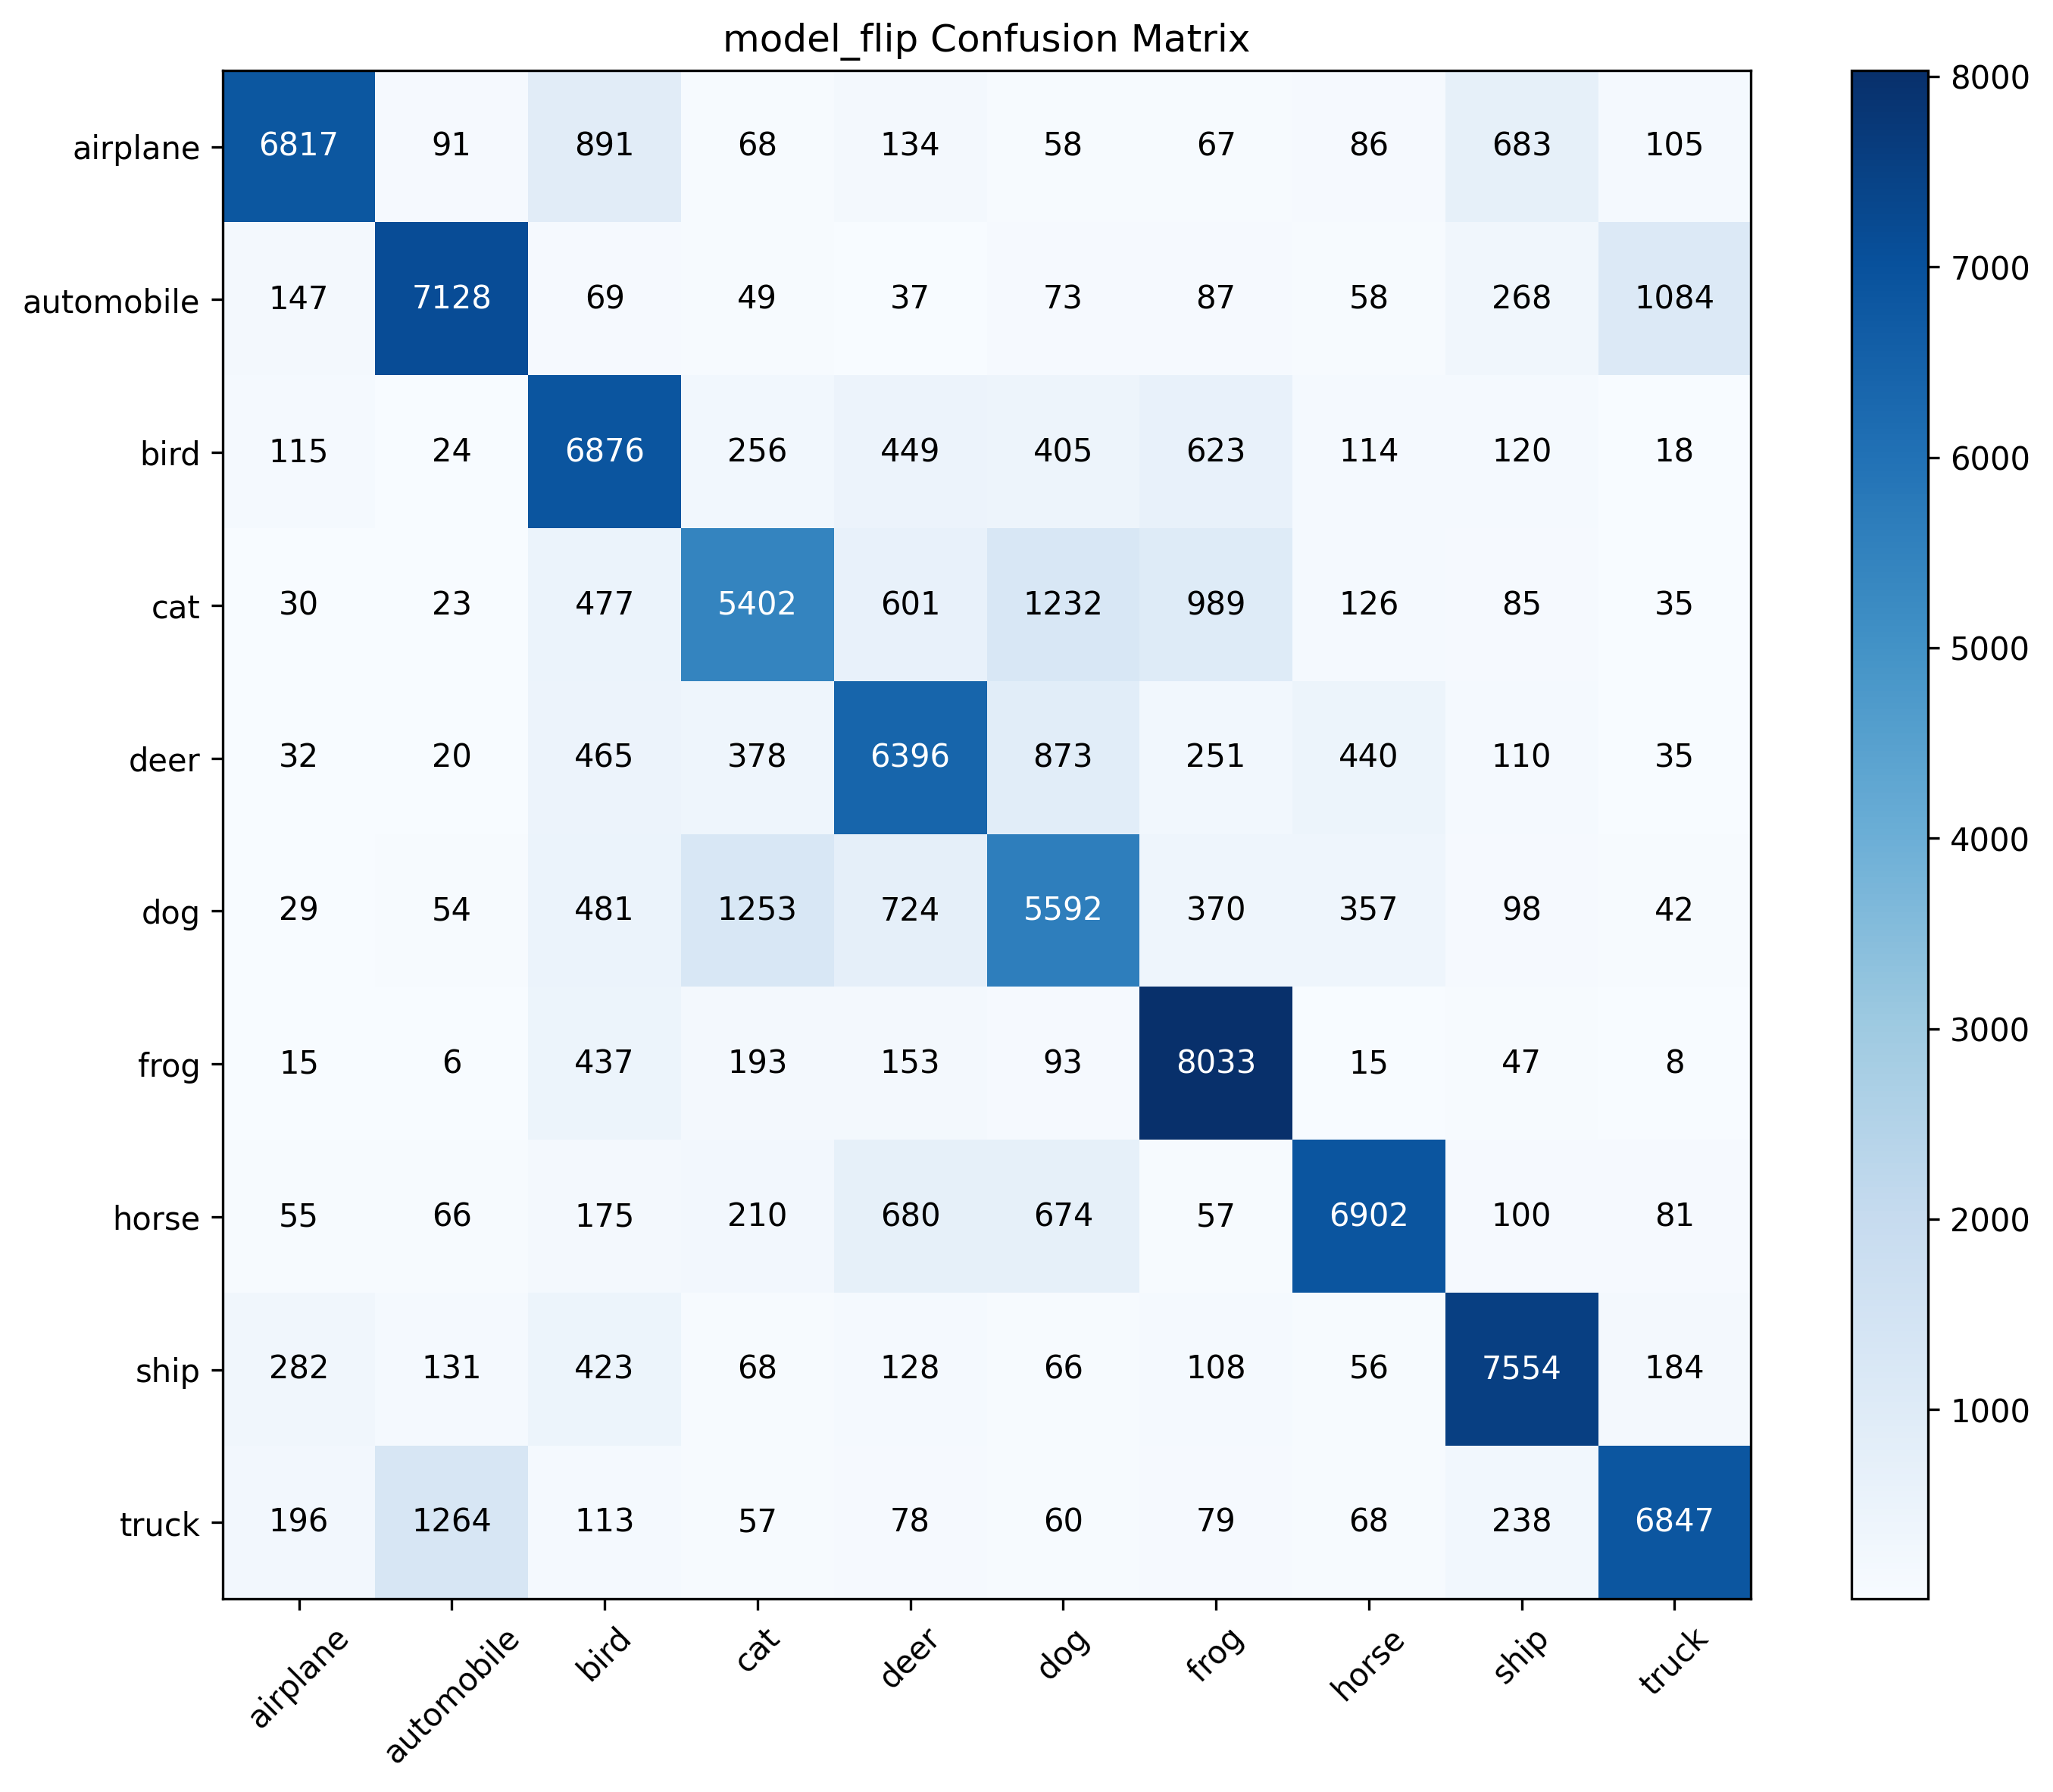 model_flip Confusion Matrix
airplane 6817 91 891 68 134 58 67 86 683 105
automobile 147 7128 69 49 37 73 87 58 268 1084
bird 115 24 6876 256 449 405 623 114 120 18
cat 30 23 477 5402 601 1232 989 126 85 35
deer 32 20 465 378 6396 873 251 440 110 35
dog 29 54 481 1253 724 5592 370 357 98 42
frog 15 6 437 193 153 93 8033 15 47 8
horse 55 66 175 210 680 674 57 6902 100 81
ship 282 131 423 68 128 66 108 56 7554 184
truck 196 1264 113 57 78 60 79 68 238 6847
airplane automobile bird cat deer dog frog horse ship truck
8000
7000
6000
5000
4000
3000
2000
1000